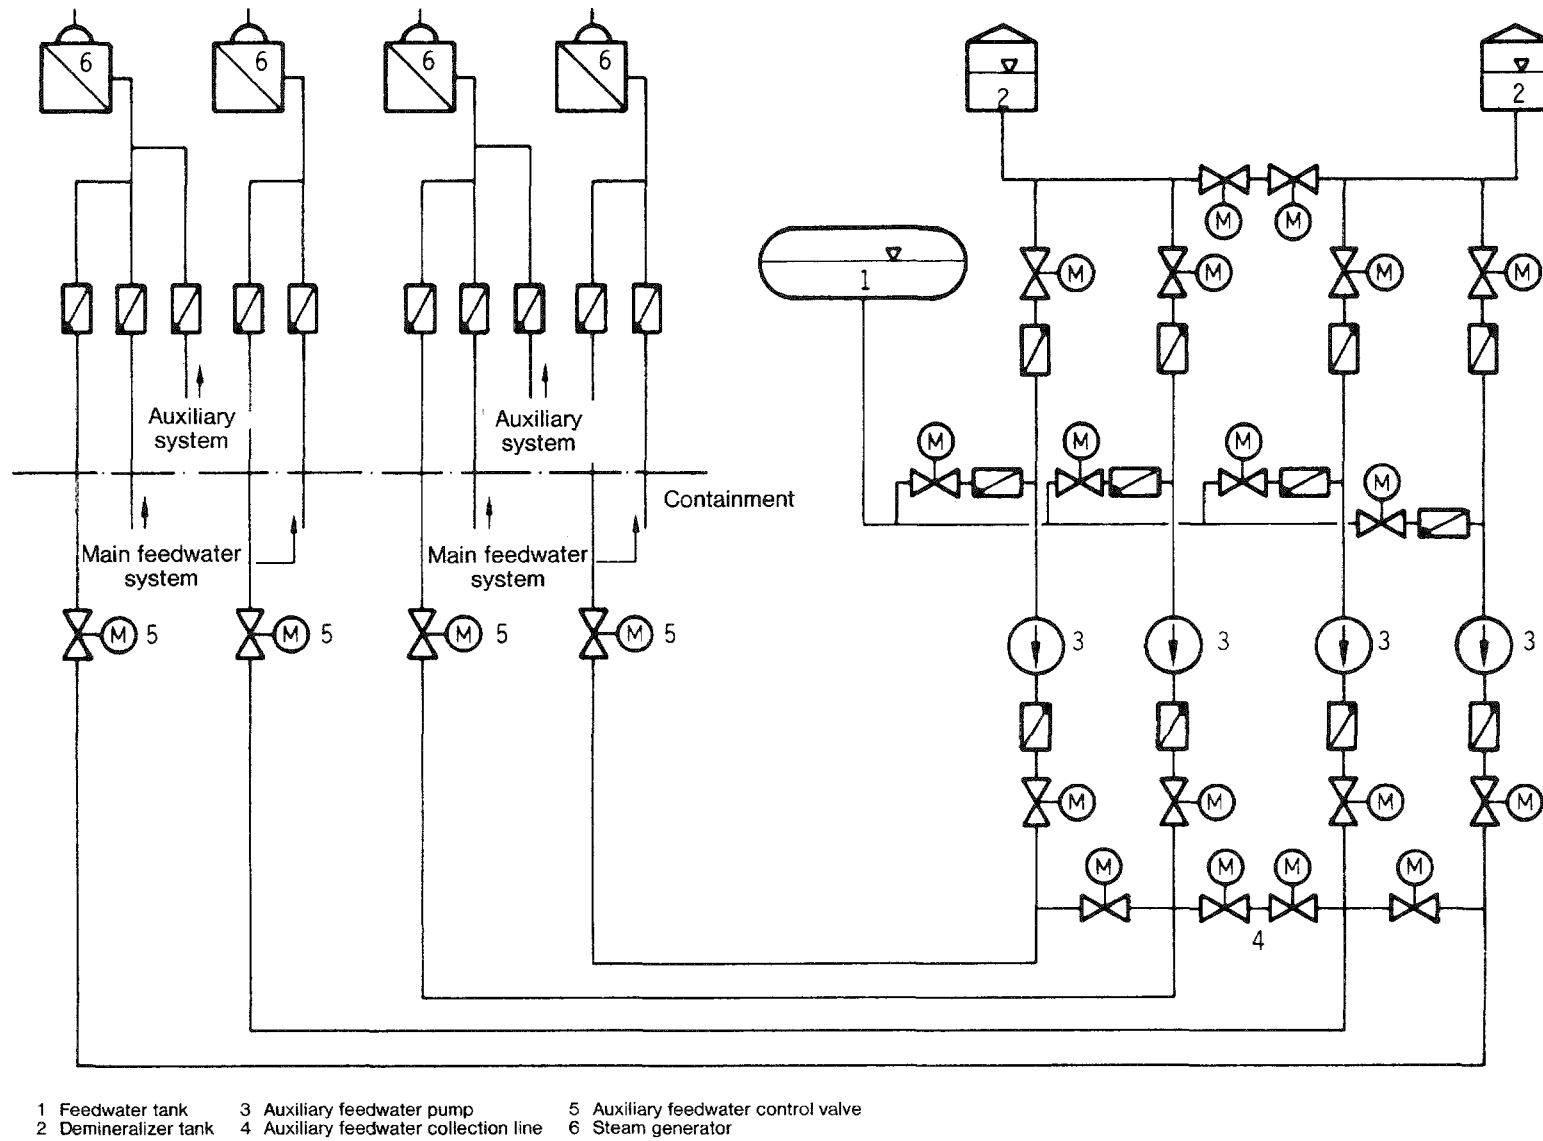 6 6 6 6
2 2
M M
1
M M M M
Auxiliary
system
Auxiliary
system
M M M
M
Containment
Main feedwater
system
Main feedwater
system
M 5 M 5 M 5 M 5
3 3 3 3
M M M M
M M M M
4
1 Feedwater tank 3 Auxiliary feedwater pump 5 Auxiliary feedwater control valve
2 Demineralizer tank 4 Auxiliary feedwater collection line 6 Steam generator